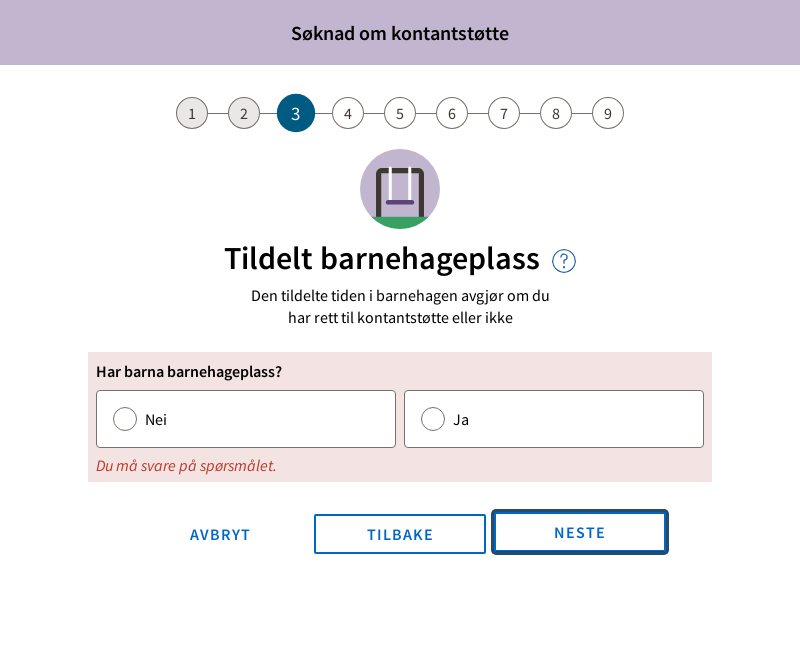 Søknad om kontantstøtte
1 2 3 4 5 6 7 8 9
Tildelt barnehageplass ?
Den tildelte tiden i barnehagen avgjør om du
har rett til kontantstøtte eller ikke
Har barna barnehageplass?
Nei Ja
Du må svare på spørsmålet.
AVBRYT TILBAKE NESTE